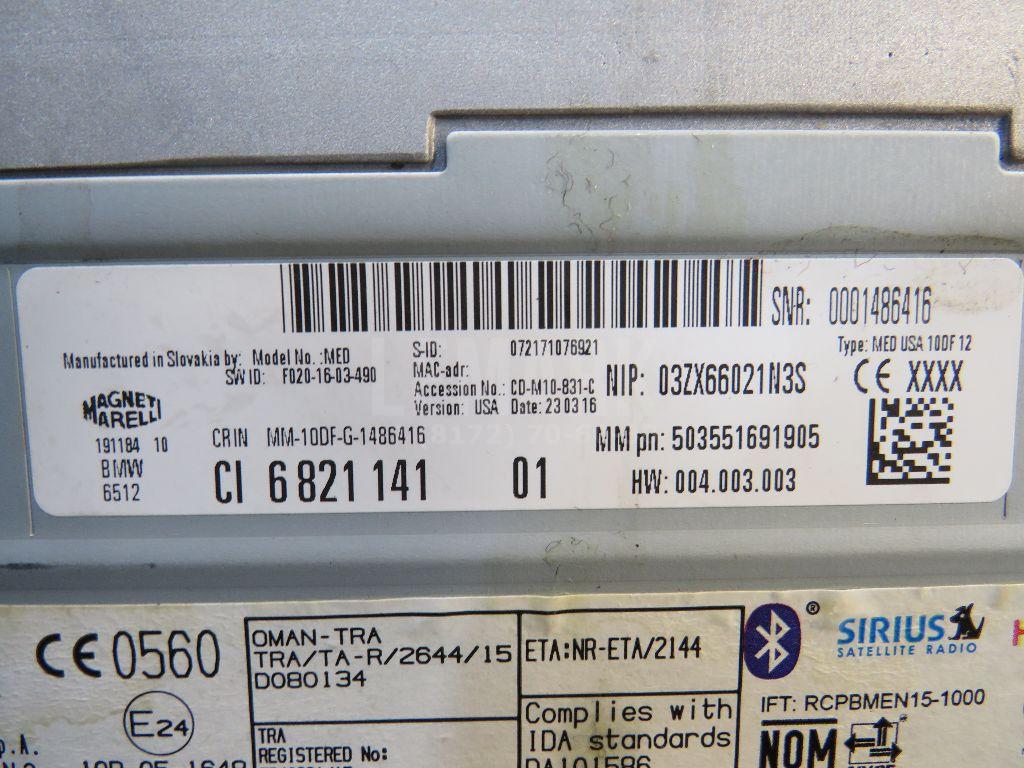 SNR: 0001486416
Manufactured in Slovakia by: Model No.:MED
SW ID: F020-16-03-490
S-ID: 072171076921
MAC-adr:
Accession No.: CD-M10-831-C
Version: USA Date: 230316
NIP: 03ZX66021N3S
Type: MED USA 10DF 12
CE XXXX
MAGNETI
MARELLI
191184 10
BMW
6512
CRIN MM-10DF-G-1486416
CI 6 821 141 01
MM pn: 503551691905
HW: 004.003.003
CE 0560
OMAN-TRA
TRA/TA-R/2644/15
D080134
TRA
REGISTERED No:
ETA:NR-ETA/2144
Complies with
IDA standards
DA101586
®
SIRIUS
SATELLITE RADIO
IFT: RCPBMEN15-1000
NOM
E24
p.A.